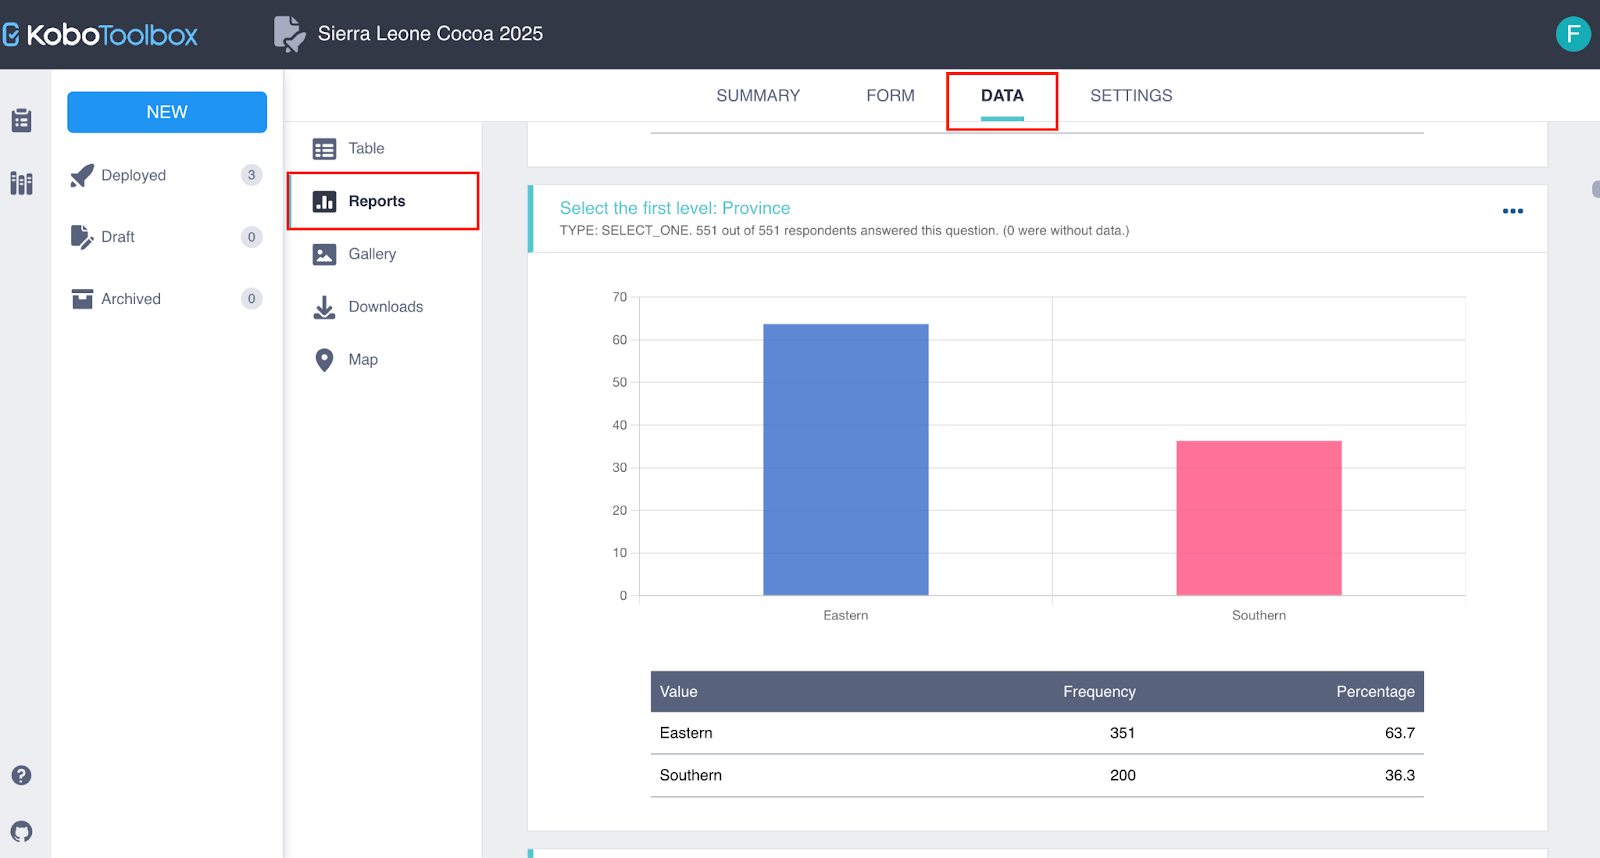 KoboToolbox
Sierra Leone Cocoa 2025
F
SUMMARY FORM DATA SETTINGS
NEW
Deployed 3
Draft 0
Archived 0
Table
Reports
Gallery
Downloads
Map
Select the first level: Province
TYPE: SELECT_ONE. 551 out of 551 respondents answered this question. (0 were without data.)
70
60
50
40
30
20
10
0
Eastern Southern
Value Frequency Percentage
Eastern 351 63.7
Southern 200 36.3